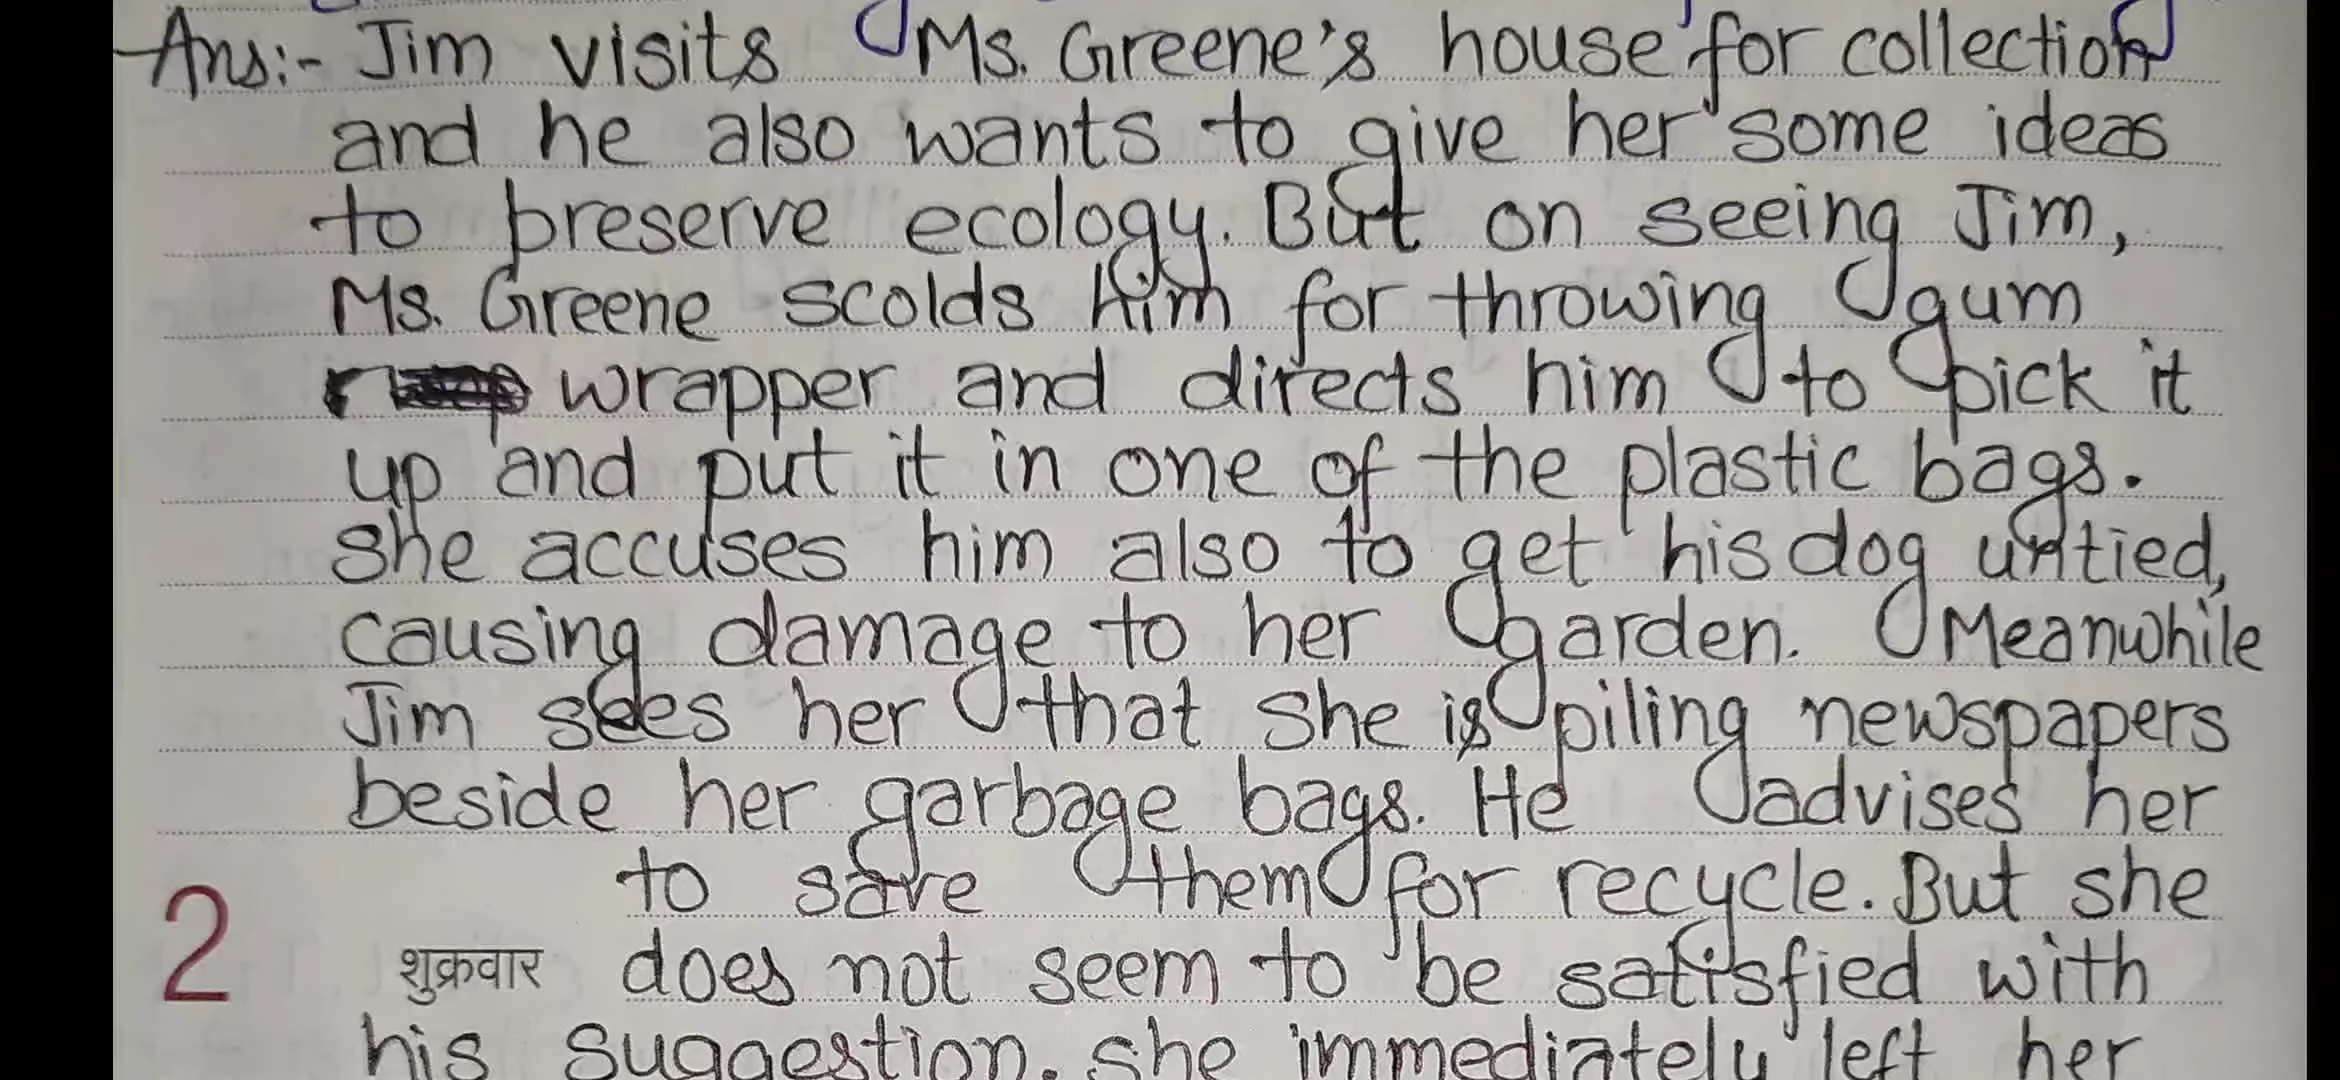 Ans:- Jim visits Ms. Greene's house for collection
and he also wants to give her some ideas
to preserve ecology. But on seeing Jim,
Ms. Greene scolds him for throwing gum
wrapper and directs him to pick it
up and put it in one of the plastic bags.
She accuses him also to get his dog untied,
causing damage to her garden. Meanwhile
Jim sees her that she is piling newspapers
beside her garbage bags. He advises her
to save them for recycle. But she
2
शुक्रवार does not seem to be satisfied with
his suggestion. she immediately left her